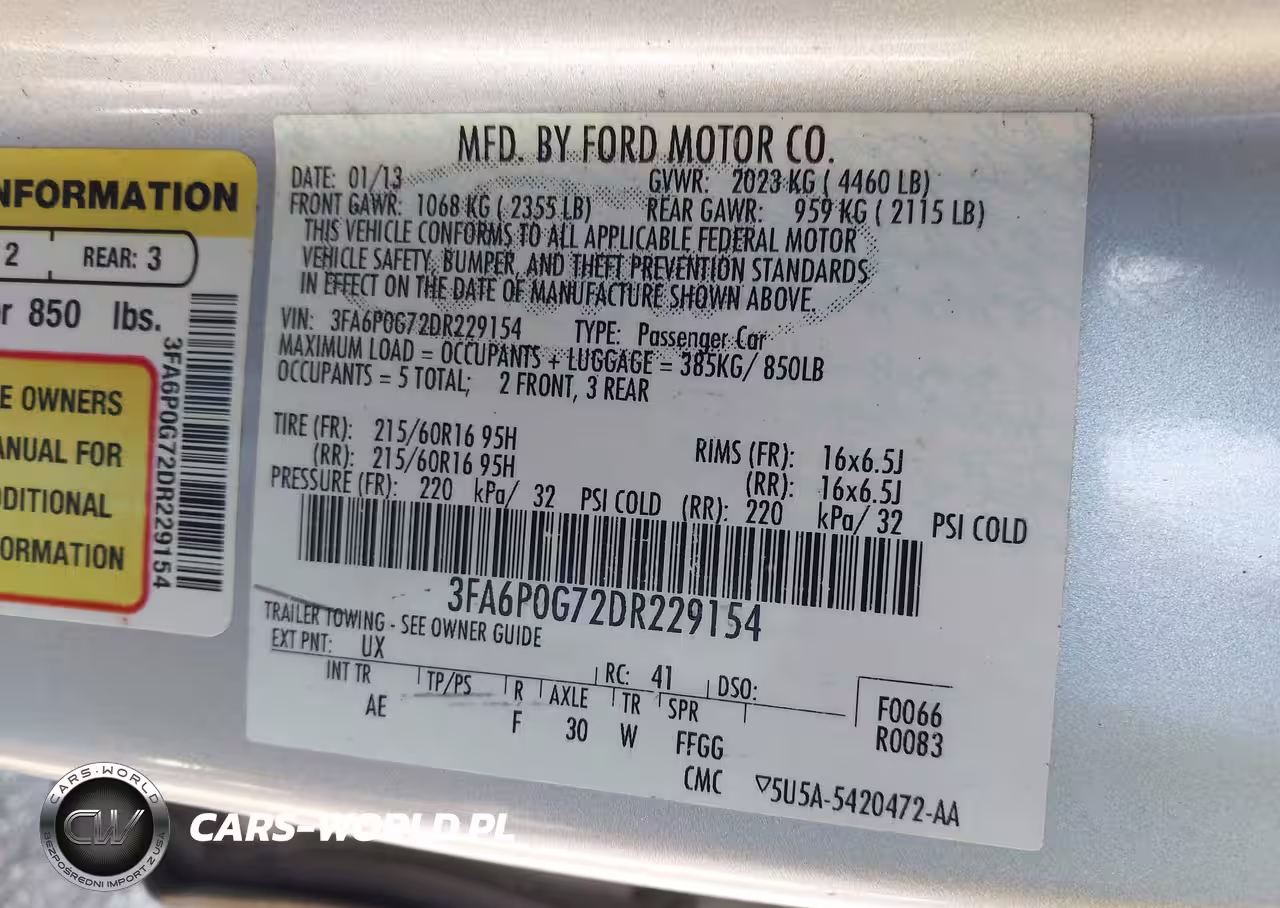 NFORMATION
2 REAR: 3
r 850 lbs.
3FA6P0G72DR229154
E OWNERS
ANUAL FOR
DDITIONAL
ORMATION
MFD. BY FORD MOTOR CO.
DATE: 01/13 GVWR: 2023 KG ( 4460 LB)
FRONT GAWR: 1068 KG ( 2355 LB) REAR GAWR: 959 KG ( 2115 LB)
THIS VEHICLE CONFORMS TO ALL APPLICABLE FEDERAL MOTOR
VEHICLE SAFETY, BUMPER, AND THEFT PREVENTION STANDARDS
IN EFFECT ON THE DATE OF MANUFACTURE SHOWN ABOVE.
VIN: 3FA6P0G72DR229154 TYPE: Passenger Car
MAXIMUM LOAD = OCCUPANTS + LUGGAGE = 385KG/ 850LB
OCCUPANTS = 5 TOTAL; 2 FRONT, 3 REAR
TIRE (FR): 215/60R16 95H RIMS (FR): 16x6.5J
(RR): 215/60R16 95H (RR): 16x6.5J
PRESSURE (FR): 220 kPa/ 32 PSI COLD (RR): 220 kPa/ 32 PSI COLD
3FA6P0G72DR229154
TRAILER TOWING - SEE OWNER GUIDE
EXT PNT: UX RC: 41 DSO:
INT TR TP/PS R AXLE TR SPR
AE F 30 W FFGG
CMC
F0066
R0083
▽5U5A-5420472-AA
CARS-WORLD
CW
BEZPOŚREDNI IMPORT Z USA
CARS-WORLD.PL